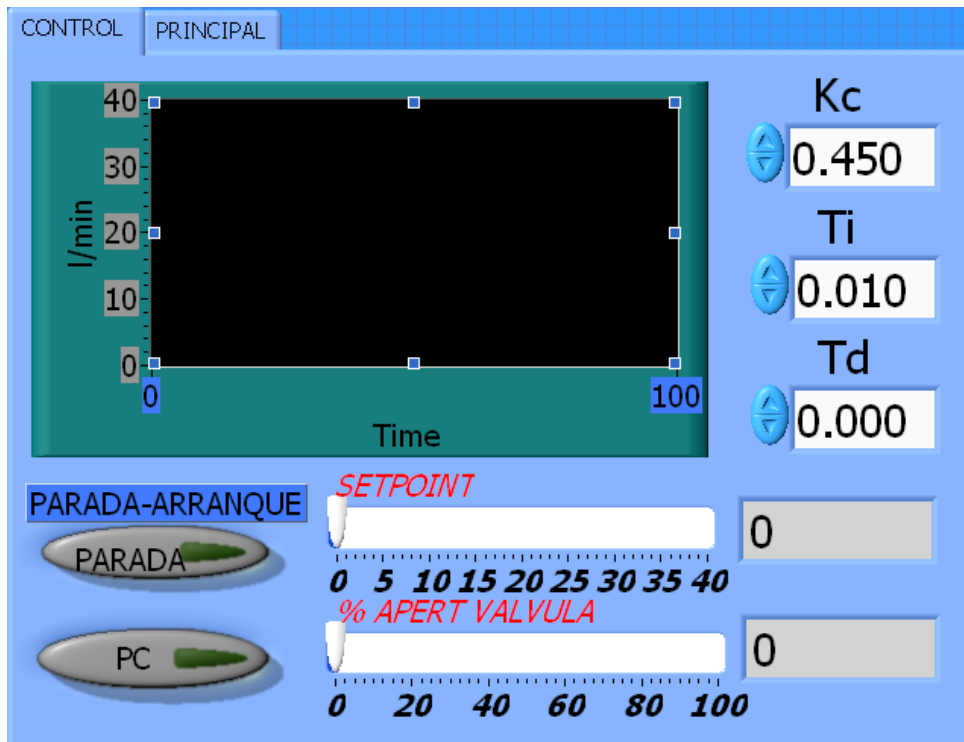 CONTROL PRINCIPAL
Kc
0.450
Ti
0.010
Td
0.000
l/min
40
30
20
10
0
0 100
Time
PARADA-ARRANQUE
PARADA
PC
SETPOINT
0 5 10 15 20 25 30 35 40
0
% APERT VALVULA
0 20 40 60 80 100
0